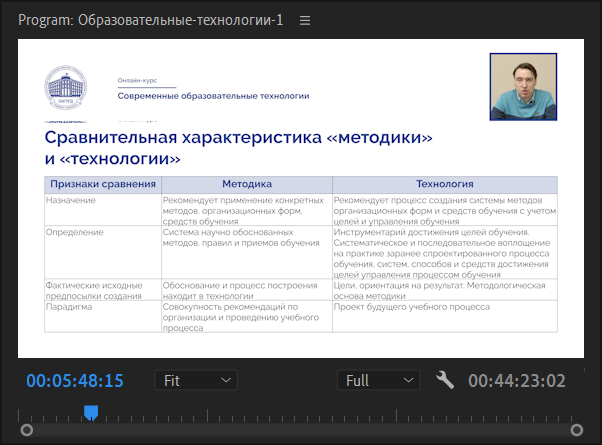 Program: Образовательные-технологии-1
Онлайн-курс
Современные образовательные технологии
Сравнительная характеристика «методики»
и «технологии»
Признаки сравнения
Методика
Технология
Назначение
Рекомендует применение конкретных
методов, организационных форм,
средств обучения
Рекомендует процесс создания системы методов
организационных форм и средств обучения с учетом
целей и управления обучения
Определение
Система научно обоснованных
методов, правил и приемов обучения
Инструментарий достижения целей обучения.
Систематическое и последовательное воплощение
на практике заранее спроектированного процесса
обучения, систем, способов и средств достижения
целей управления процессом обучения
Фактические исходные
предпосылки создания
Обоснование и процесс построения
находит в технологии
Цели, ориентация на результат. Методологическая
основа методики
Парадигма
Совокупность рекомендаций по
организации и проведению учебного
процесса
Проект будущего учебного процесса
00:05:48:15
Fit
Full
00:44:23:02